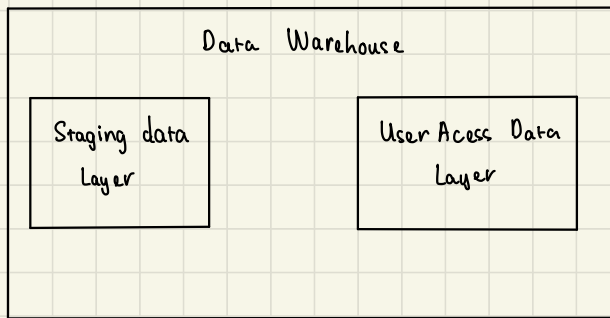 Data Warehouse
Staging data
Layer
User Acess Data
Layer